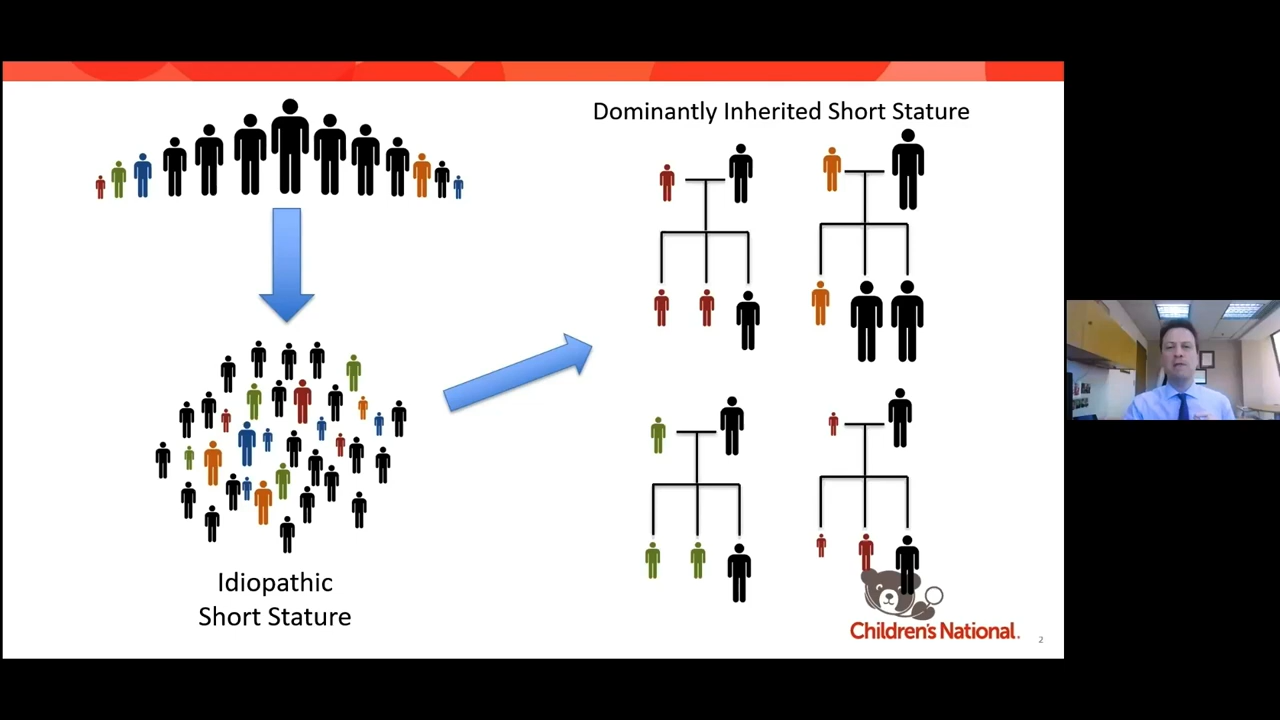 Dominantly Inherited Short Stature
Idiopathic
Short Stature
Children's National.
2